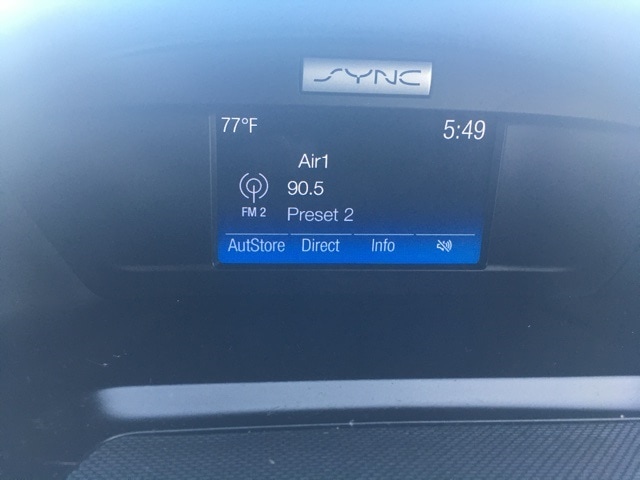 SYNC
77°F 5:49
Air1
90.5
FM 2 Preset 2
AutStore Direct Info